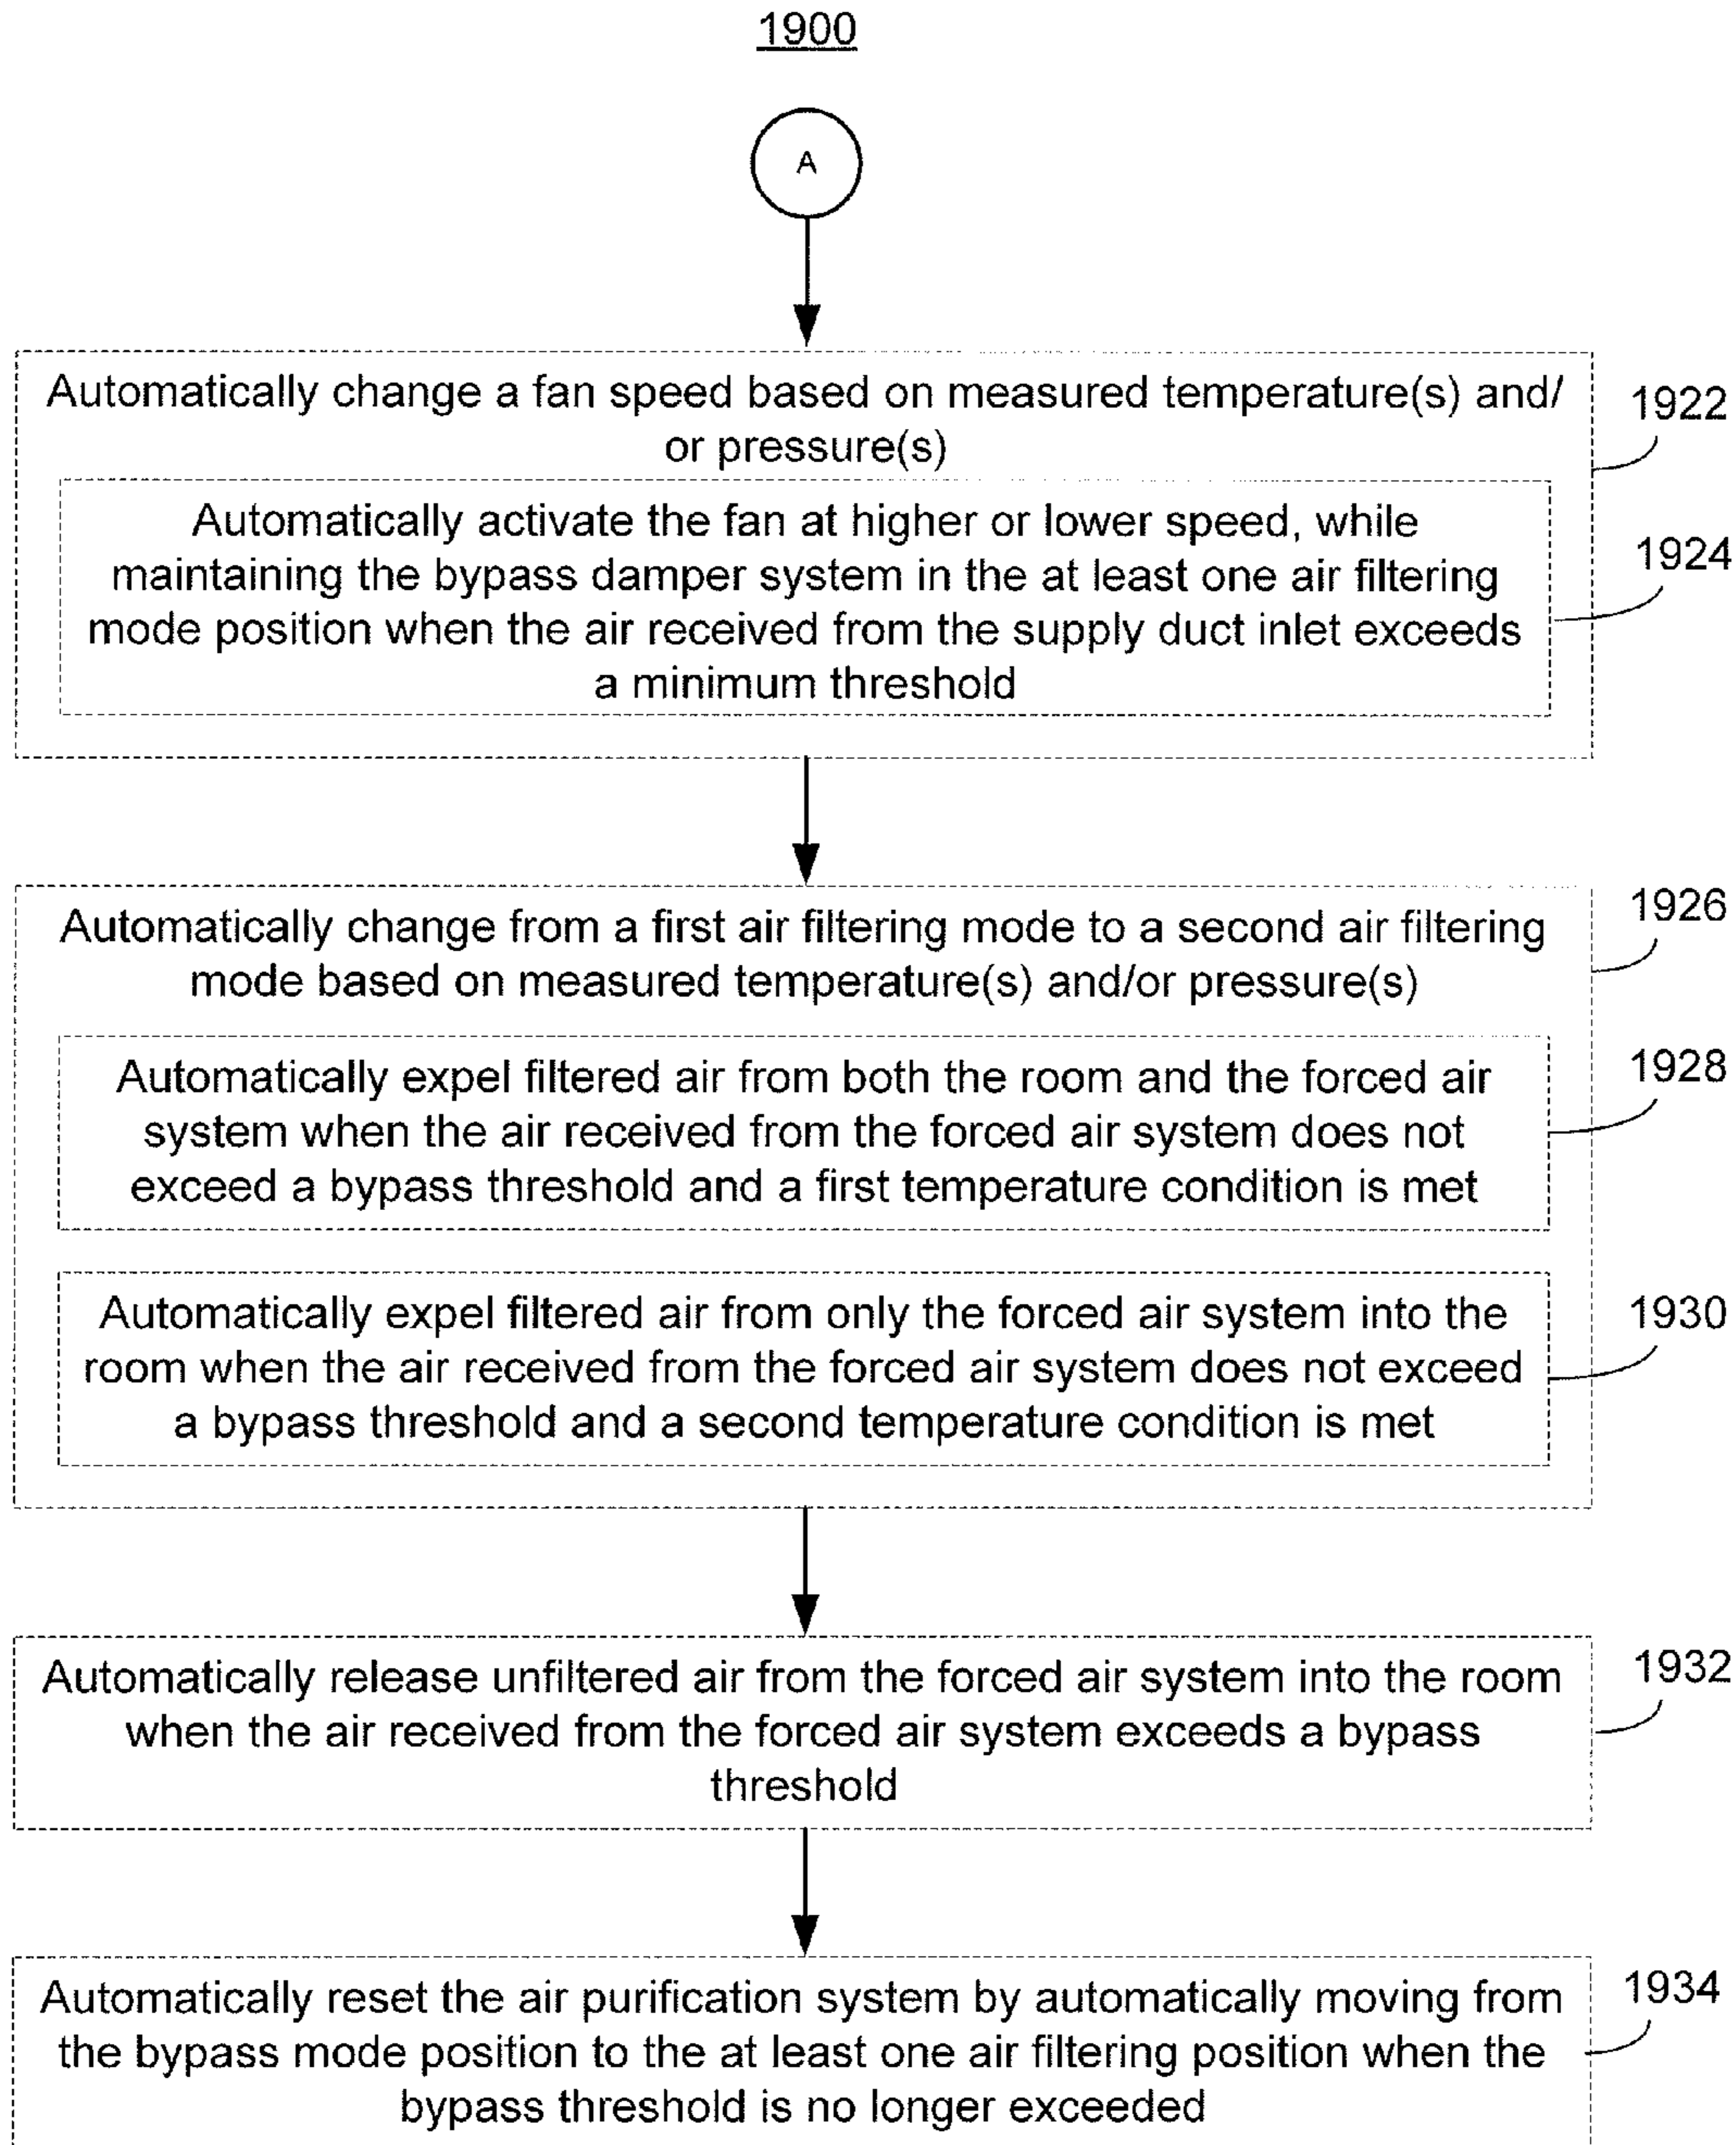 1900
A
Automatically change a fan speed based on measured temperature(s) and/
or pressure(s)
1922
Automatically activate the fan at higher or lower speed, while
maintaining the bypass damper system in the at least one air filtering
mode position when the air received from the supply duct inlet exceeds
a minimum threshold
1924
Automatically change from a first air filtering mode to a second air filtering
mode based on measured temperature(s) and/or pressure(s)
1926
Automatically expel filtered air from both the room and the forced air
system when the air received from the forced air system does not
exceed a bypass threshold and a first temperature condition is met
1928
Automatically expel filtered air from only the forced air system into the
room when the air received from the forced air system does not exceed
a bypass threshold and a second temperature condition is met
1930
Automatically release unfiltered air from the forced air system into the room
when the air received from the forced air system exceeds a bypass
threshold
1932
Automatically reset the air purification system by automatically moving from
the bypass mode position to the at least one air filtering position when the
bypass threshold is no longer exceeded
1934